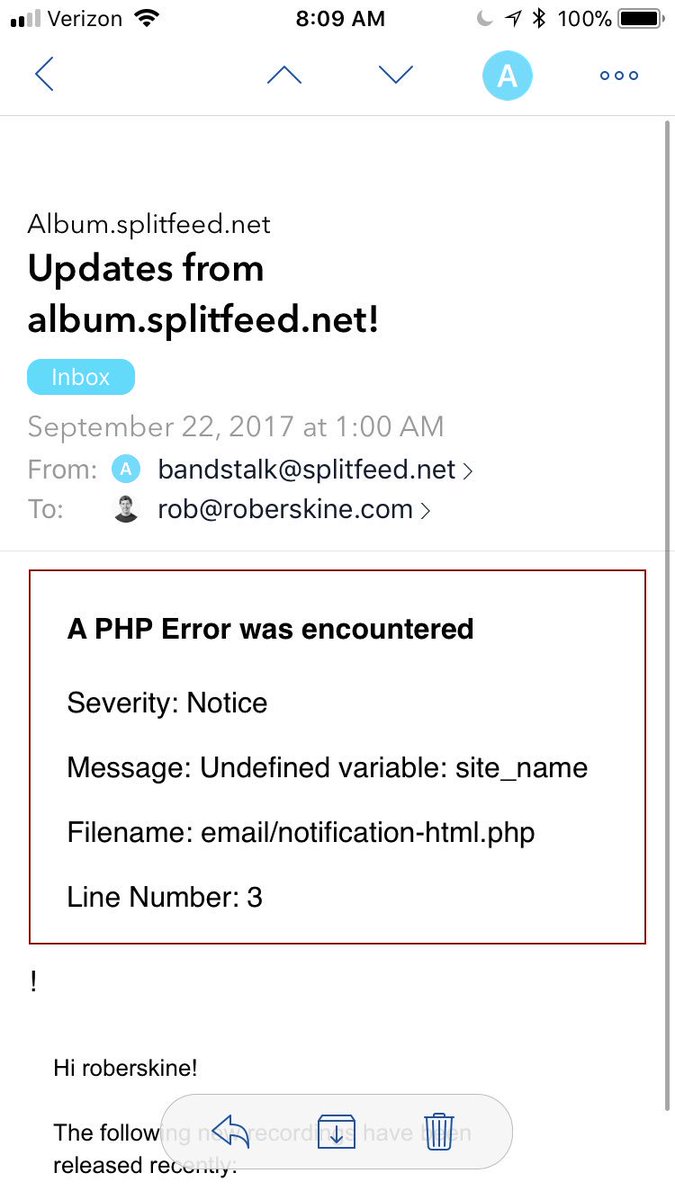 Verizon 8:09 AM 100%
A
Album.splitfeed.net
Updates from
album.splitfeed.net!
Inbox
September 22, 2017 at 1:00 AM
From: A bandstalk@splitfeed.net
To: rob@roberskine.com
A PHP Error was encountered
Severity: Notice
Message: Undefined variable: site_name
Filename: email/notification-html.php
Line Number: 3
!
Hi roberskine!
The following new recordings have been
released recently: